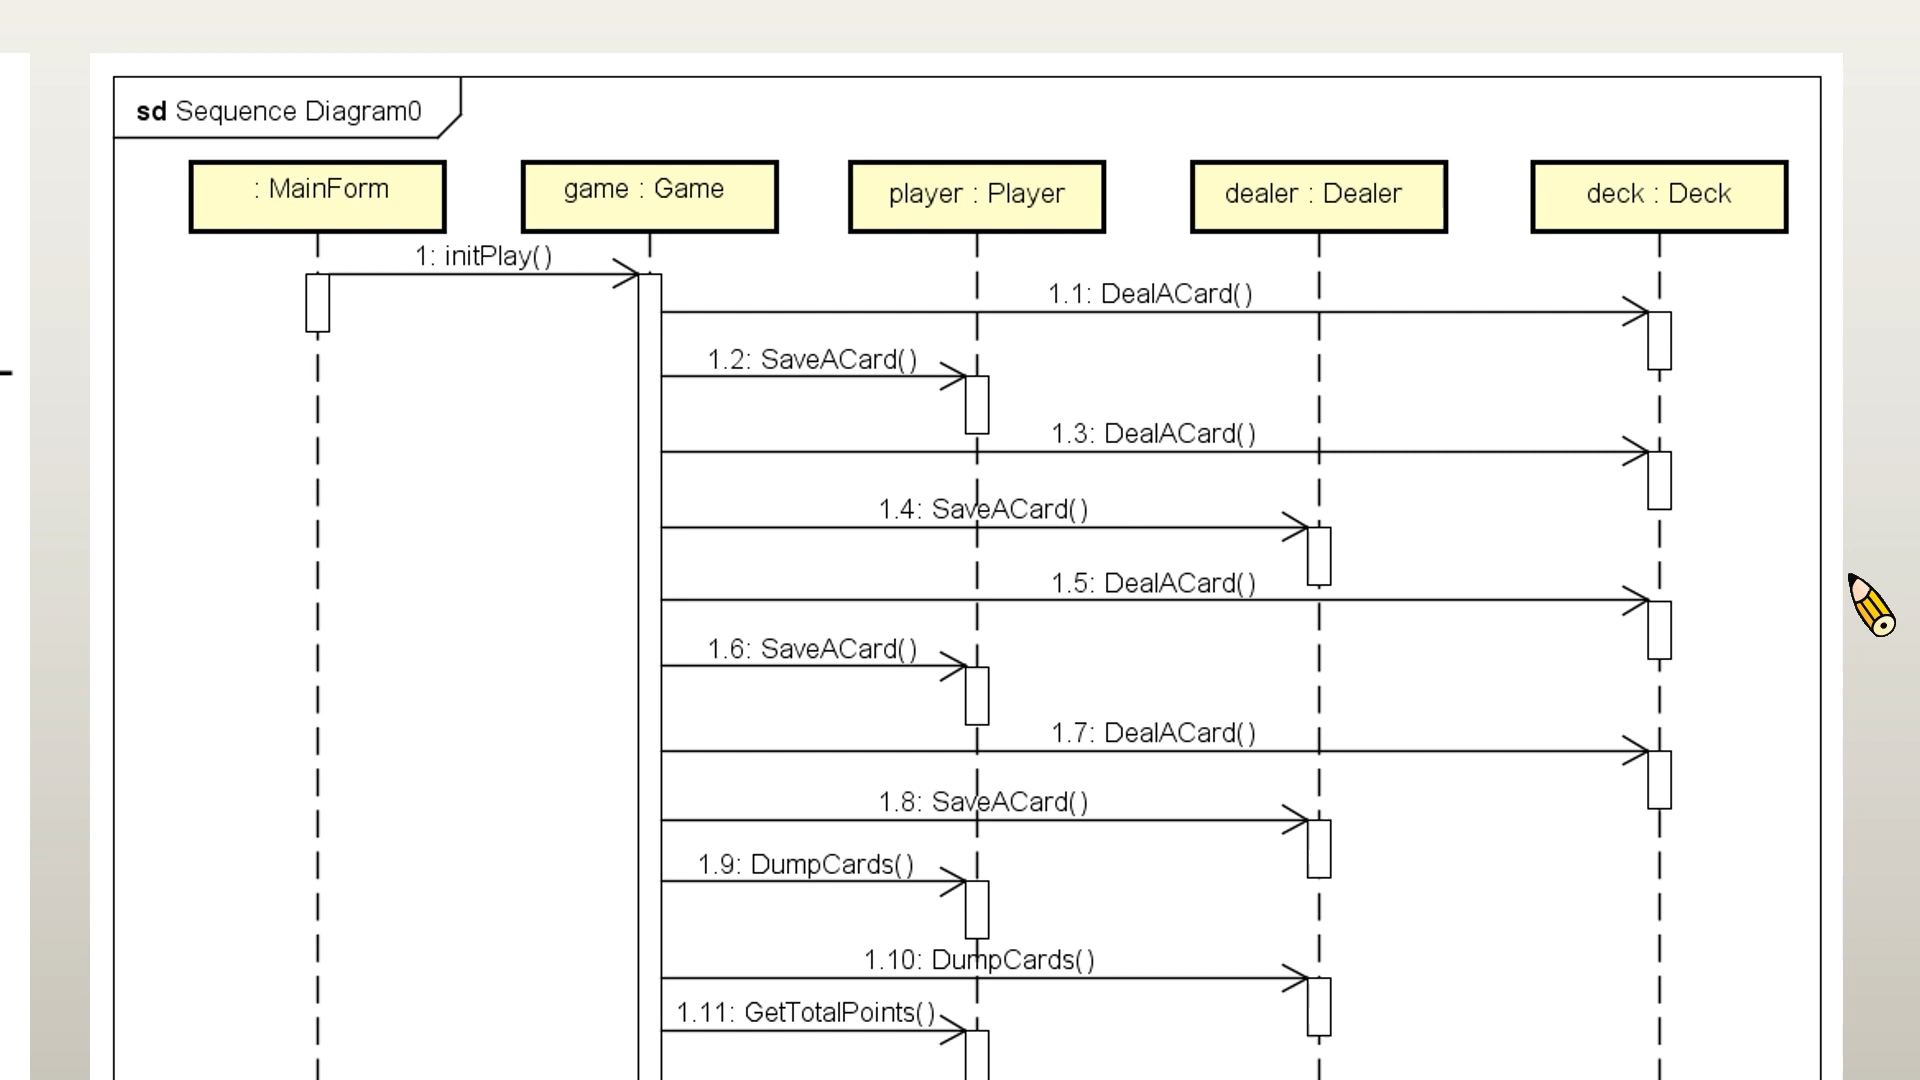 sd Sequence Diagram0
: MainForm
game : Game
player : Player
dealer : Dealer
deck : Deck
1: initPlay()
1.1: DealACard()
1.2: SaveACard()
1.3: DealACard()
1.4: SaveACard()
1.5: DealACard()
1.6: SaveACard()
1.7: DealACard()
1.8: SaveACard()
1.9: DumpCards()
1.10: DumpCards()
1.11: GetTotalPoints()